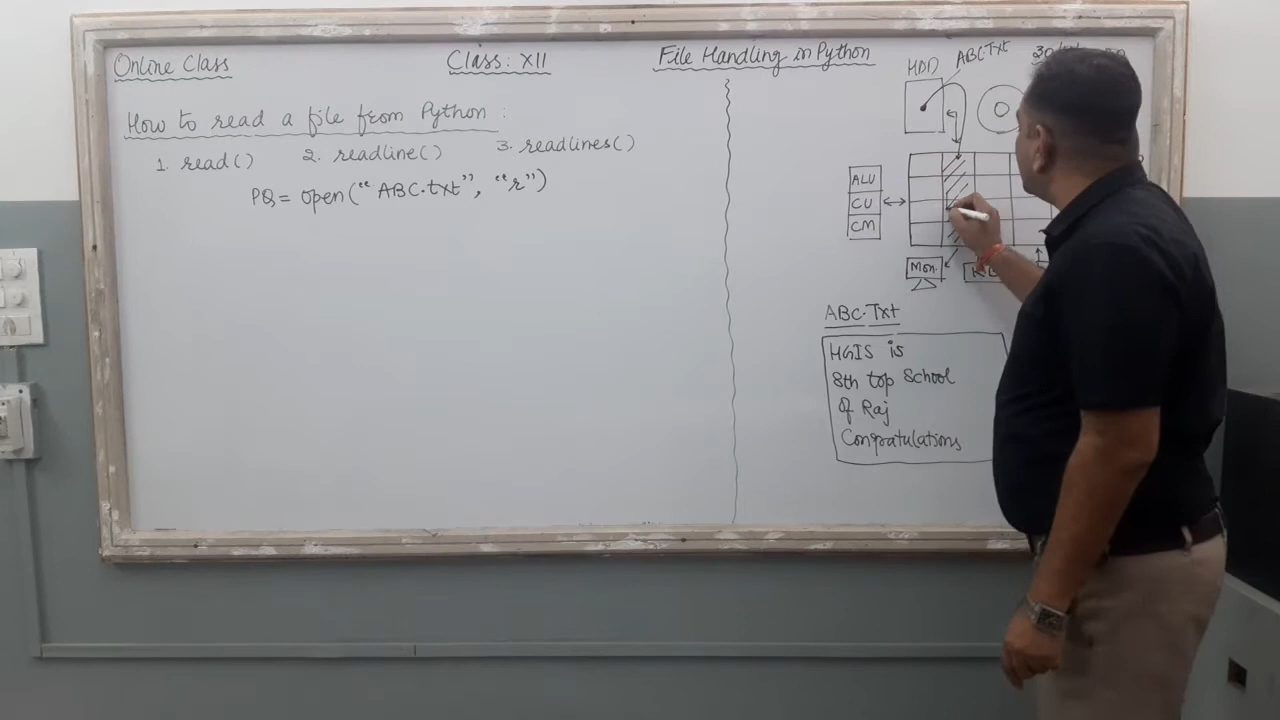 Online Class
Class: XII
File Handling in Python
How to read a file from Python:
1. read() 2. readline() 3. readlines()
PQ = open("ABC.txt", "r")
HDD
ABC.Txt
ALU
CU
CM
Mon.
ABC.Txt
HGIS is
8th top School
of Raj
Congratulations